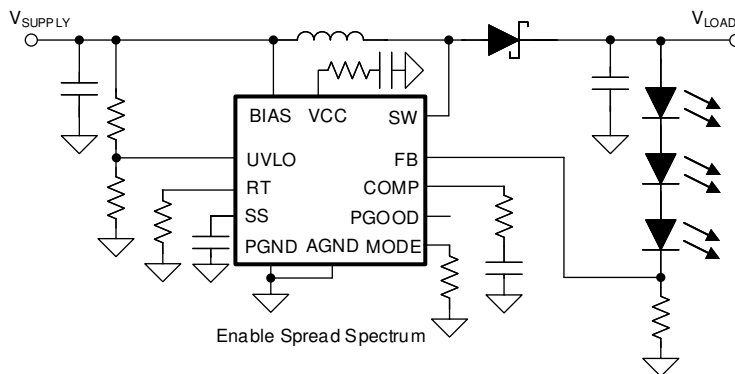 VSUPPLY
VLOAD
BIAS
VCC
SW
UVLO
FB
RT
COMP
SS
PGOOD
PGND
AGND
MODE
Enable Spread Spectrum